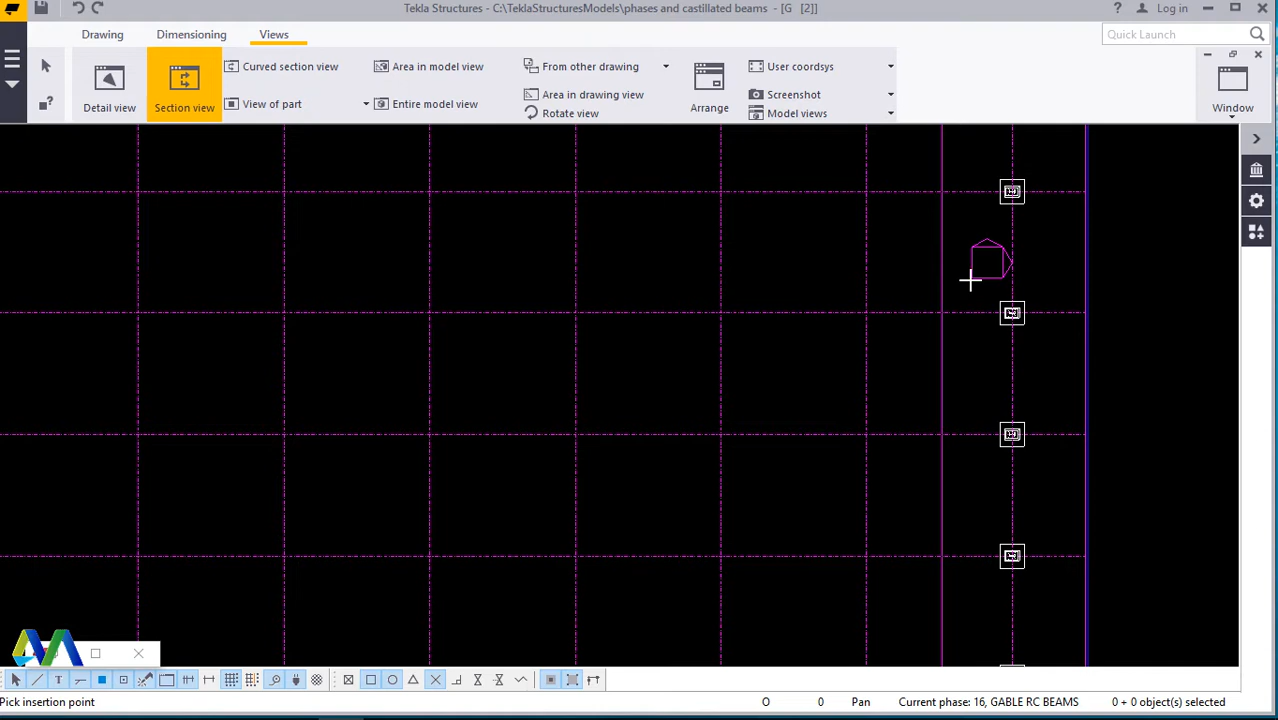 Tekla Structures - C:\TeklaStructuresModels\phases and castillated beams - [G [2]]
? Log in
Drawing Dimensioning Views
Quick Launch
Detail view
Section view
Curved section view
View of part
Area in model view
Entire model view
From other drawing
Area in drawing view
Rotate view
Arrange
User coordsys
Screenshot
Model views
Window
Pick insertion point
O 0 Pan Current phase: 16, GABLE RC BEAMS 0 + 0 object(s) selected